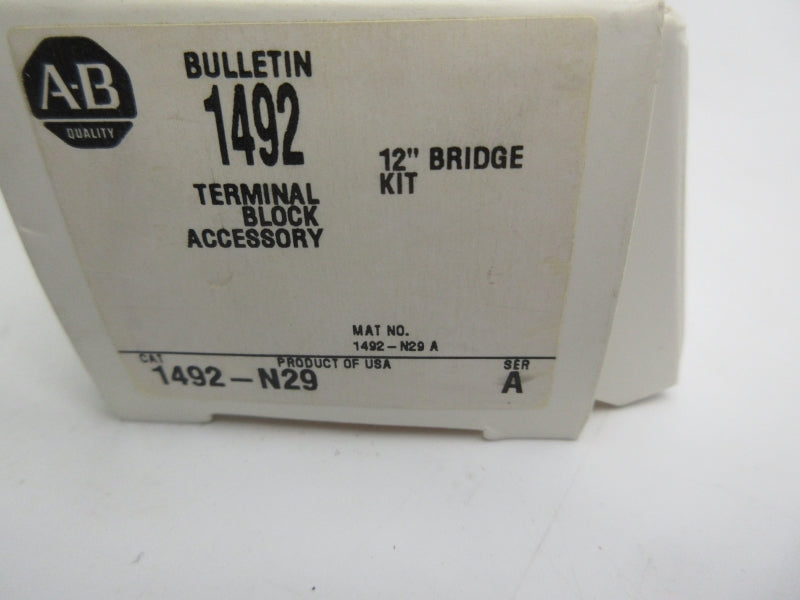 A-B
QUALITY
BULLETIN
1492
TERMINAL
BLOCK
ACCESSORY
12" BRIDGE
KIT
MAT NO.
1492-N29 A
CAT
PRODUCT OF USA
SER
1492-N29
A